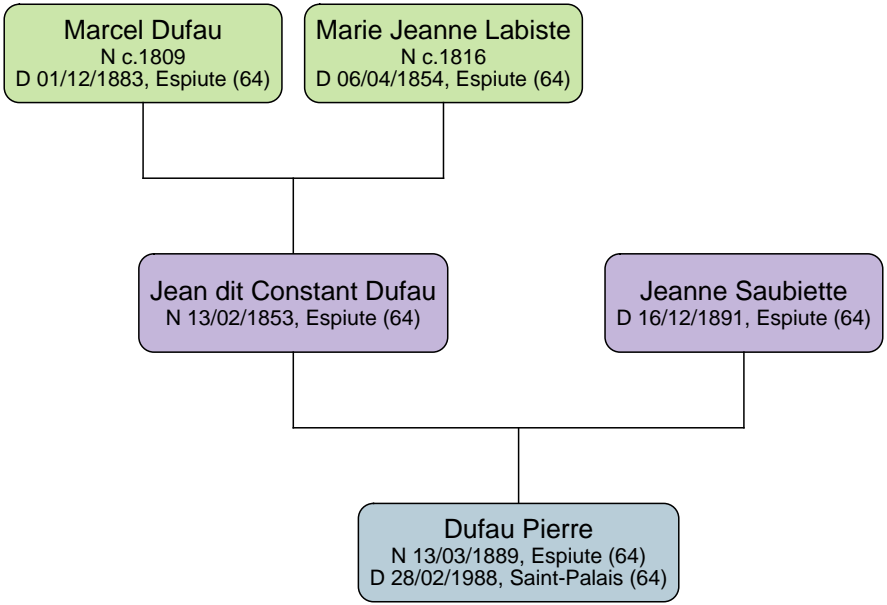 Marcel Dufau
N c.1809
D 01/12/1883, Espiute (64)
Marie Jeanne Labiste
N c.1816
D 06/04/1854, Espiute (64)
Jean dit Constant Dufau
N 13/02/1853, Espiute (64)
Jeanne Saubiette
D 16/12/1891, Espiute (64)
Dufau Pierre
N 13/03/1889, Espiute (64)
D 28/02/1988, Saint-Palais (64)